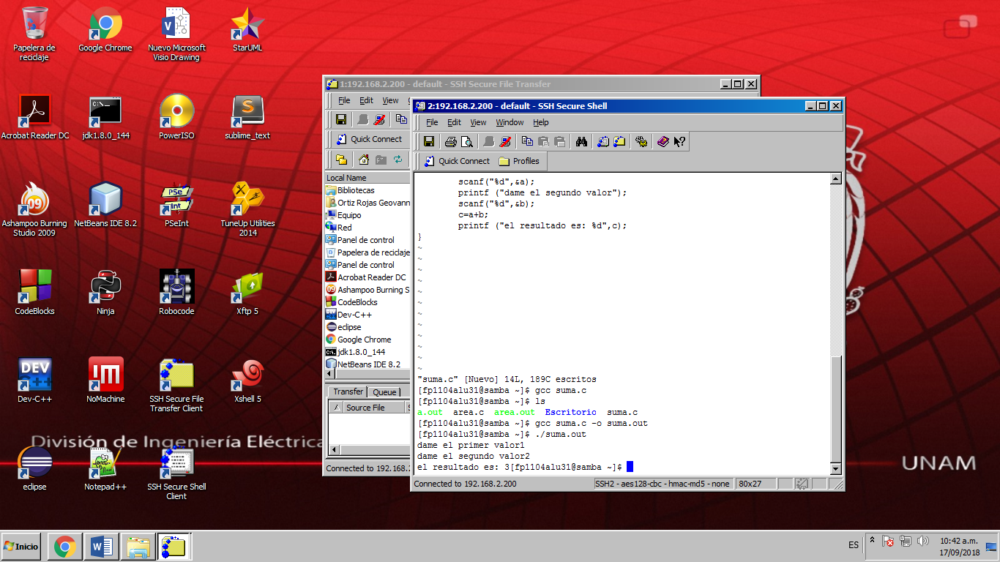 Papelera de
reciclaje
Google Chrome
Nuevo Microsoft
Visio Drawing
StarUML
Acrobat Reader DC
jdk1.8.0_144
PowerISO
sublime_text
Ashampoo Burning
Studio 2009
NetBeans IDE 8.2
PSeInt
TuneUp Utilities
2014
CodeBlocks
Ninja
Robocode
Xftp 5
Dev-C++
NoMachine
SSH Secure File
Transfer Client
Xshell 5
División de Ingeniería Eléctrica
eclipse
Notepad++
SSH Secure Shell
Client
UNAM
1:192.168.2.200 - default - SSH Secure File Transfer
File Edit View
Quick Connect
Local Name
Bibliotecas
Ortiz Rojas Geovann
Equipo
Red
Panel de control
Papelera de reciclaje
Panel de control
Acrobat Reader DC
Ashampoo Burning S
CodeBlocks
Dev-C++
eclipse
Google Chrome
jdk1.8.0_144
NetBeans IDE 8.2
Transfer Queue
Source File
Connected to 192.168.2
2:192.168.2.200 - default - SSH Secure Shell
File Edit View Window Help
Quick Connect Profiles
scanf("%d",&a);
printf ("dame el segundo valor");
scanf("%d",&b);
c=a+b;
printf ("el resultado es: %d",c);
}
~
~
~
~
~
~
~
~
~
~
~
~
"suma.c" [Nuevo] 14L, 189C escritos
[fp1104alu31@samba ~]$ gcc suma.c
[fp1104alu31@samba ~]$ ls
a.out area.c area.out Escritorio suma.c
[fp1104alu31@samba ~]$ gcc suma.c -o suma.out
[fp1104alu31@samba ~]$ ./suma.out
dame el primer valor1
dame el segundo valor2
el resultado es: 3[fp1104alu31@samba ~]$
Connected to 192.168.2.200 SSH2 - aes128-cbc - hmac-md5 - none 80x27
Inicio
ES
10:42 a.m.
17/09/2018